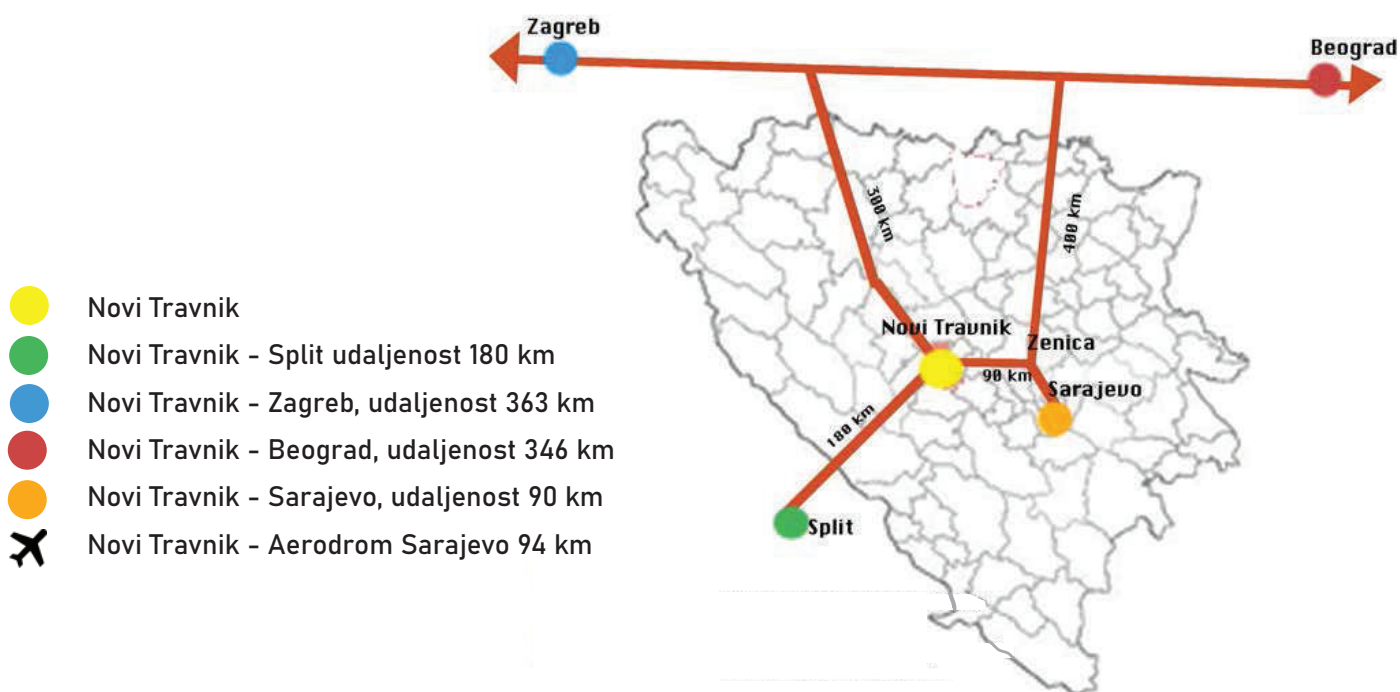 Zagreb
Beograd
300 km
400 km
Novi Travnik
Zenica
90 km
Sarajevo
180 km
Split
Novi Travnik
Novi Travnik - Split udaljenost 180 km
Novi Travnik - Zagreb, udaljenost 363 km
Novi Travnik - Beograd, udaljenost 346 km
Novi Travnik - Sarajevo, udaljenost 90 km
Novi Travnik - Aerodrom Sarajevo 94 km